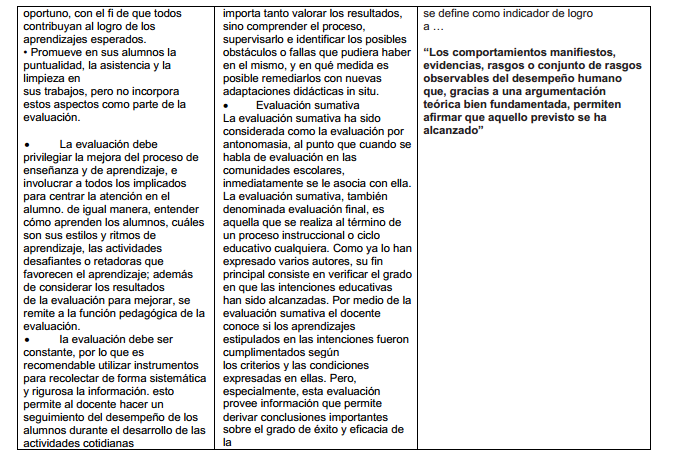 oportuno, con el fi de que todos
contribuyan al logro de los
aprendizajes esperados.
• Promueve en sus alumnos la
puntualidad, la asistencia y la
limpieza en
sus trabajos, pero no incorpora
estos aspectos como parte de la
evaluación.
• La evaluación debe
privilegiar la mejora del proceso de
enseñanza y de aprendizaje, e
involucrar a todos los implicados
para centrar la atención en el
alumno. de igual manera, entender
cómo aprenden los alumnos, cuáles
son sus estilos y ritmos de
aprendizaje, las actividades
desafiantes o retadoras que
favorecen el aprendizaje; además
de considerar los resultados
de la evaluación para mejorar, se
remite a la función pedagógica de la
evaluación.
• la evaluación debe ser
constante, por lo que es
recomendable utilizar instrumentos
para recolectar de forma sistemática
y rigurosa la información. esto
permite al docente hacer un
seguimiento del desempeño de los
alumnos durante el desarrollo de las
actividades cotidianas
importa tanto valorar los resultados,
sino comprender el proceso,
supervisarlo e identificar los posibles
obstáculos o fallas que pudiera haber
en el mismo, y en qué medida es
posible remediarlos con nuevas
adaptaciones didácticas in situ.
• Evaluación sumativa
La evaluación sumativa ha sido
considerada como la evaluación por
antonomasia, al punto que cuando se
habla de evaluación en las
comunidades escolares,
inmediatamente se le asocia con ella.
La evaluación sumativa, también
denominada evaluación final, es
aquella que se realiza al término de
un proceso instruccional o ciclo
educativo cualquiera. Como ya lo han
expresado varios autores, su fin
principal consiste en verificar el grado
en que las intenciones educativas
han sido alcanzadas. Por medio de la
evaluación sumativa el docente
conoce si los aprendizajes
estipulados en las intenciones fueron
cumplimentados según
los criterios y las condiciones
expresadas en ellas. Pero,
especialmente, esta evaluación
provee información que permite
derivar conclusiones importantes
sobre el grado de éxito y eficacia de
la
se define como indicador de logro
a …
“Los comportamientos manifiestos,
evidencias, rasgos o conjunto de rasgos
observables del desempeño humano
que, gracias a una argumentación
teórica bien fundamentada, permiten
afirmar que aquello previsto se ha
alcanzado”